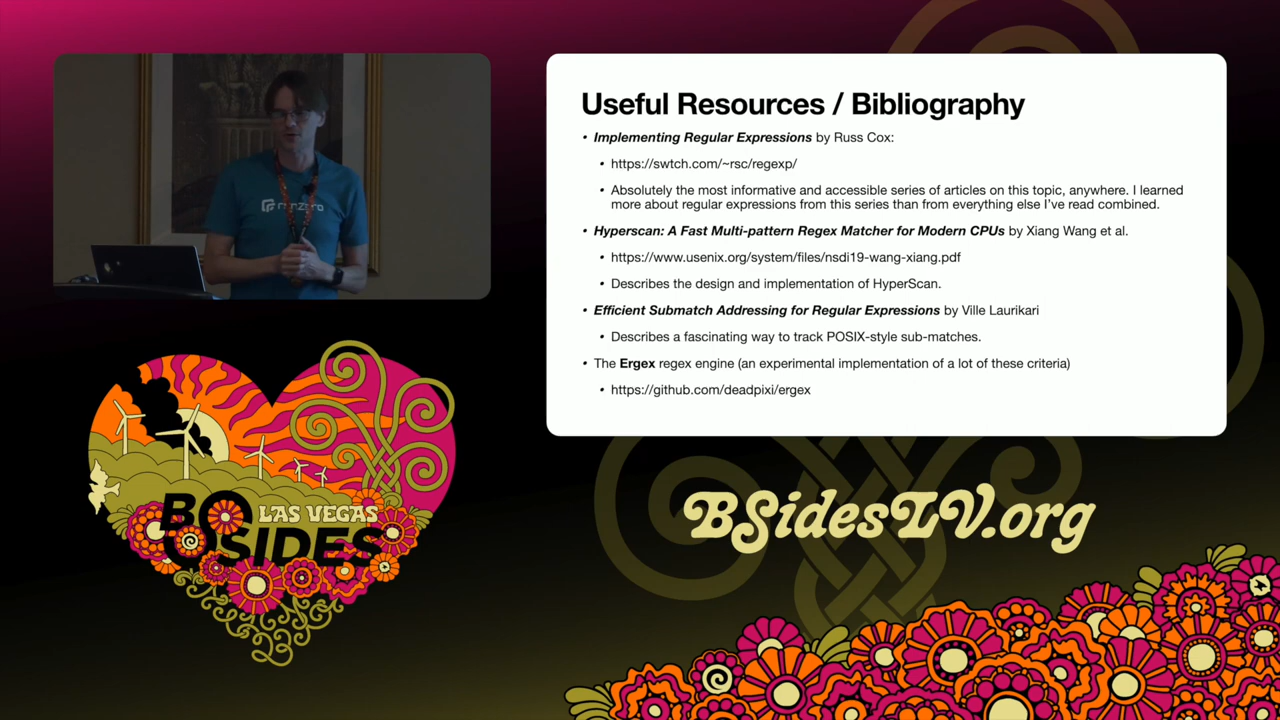 Useful Resources / Bibliography
• Implementing Regular Expressions by Russ Cox:
• https://swtch.com/~rsc/regexp/
• Absolutely the most informative and accessible series of articles on this topic, anywhere. I learned
more about regular expressions from this series than from everything else I've read combined.
• Hyperscan: A Fast Multi-pattern Regex Matcher for Modern CPUs by Xiang Wang et al.
• https://www.usenix.org/system/files/nsdi19-wang-xiang.pdf
• Describes the design and implementation of HyperScan.
• Efficient Submatch Addressing for Regular Expressions by Ville Laurikari
• Describes a fascinating way to track POSIX-style sub-matches.
• The Ergex regex engine (an experimental implementation of a lot of these criteria)
• https://github.com/deadpixi/ergex
LAS VEGAS
BSIDES
23
BSidesLV.org